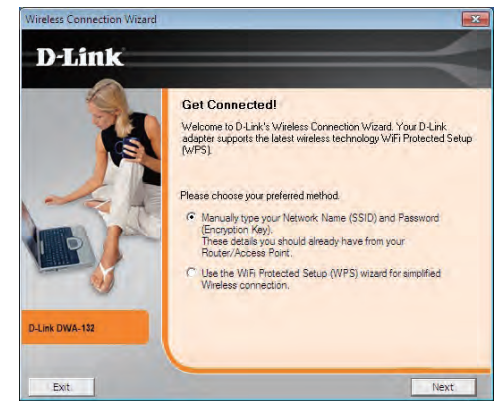 Wireless Connection Wizard
D-Link
Get Connected!
Welcome to D-Link's Wireless Connection Wizard. Your D-Link
adapter supports the latest wireless technology WiFi Protected Setup
(WPS).
Please choose your preferred method.
Manually type your Network Name (SSID) and Password
(Encryption Key).
These details you should already have from your
Router/Access Point.
Use the WiFi Protected Setup (WPS) wizard for simplified
Wireless connection.
D-Link DWA-132
Exit
Next